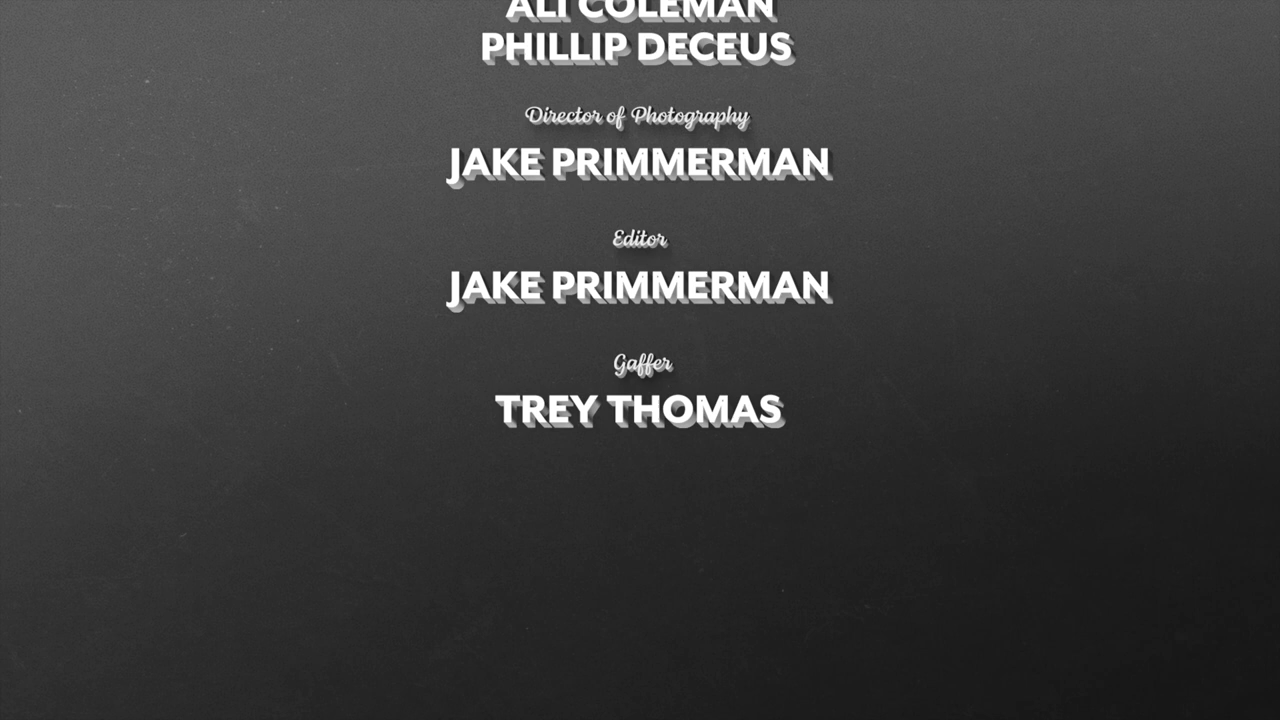 ALI COLEMAN
PHILLIP DECEUS
Director of Photography
JAKE PRIMMERMAN
Editor
JAKE PRIMMERMAN
Gaffer
TREY THOMAS